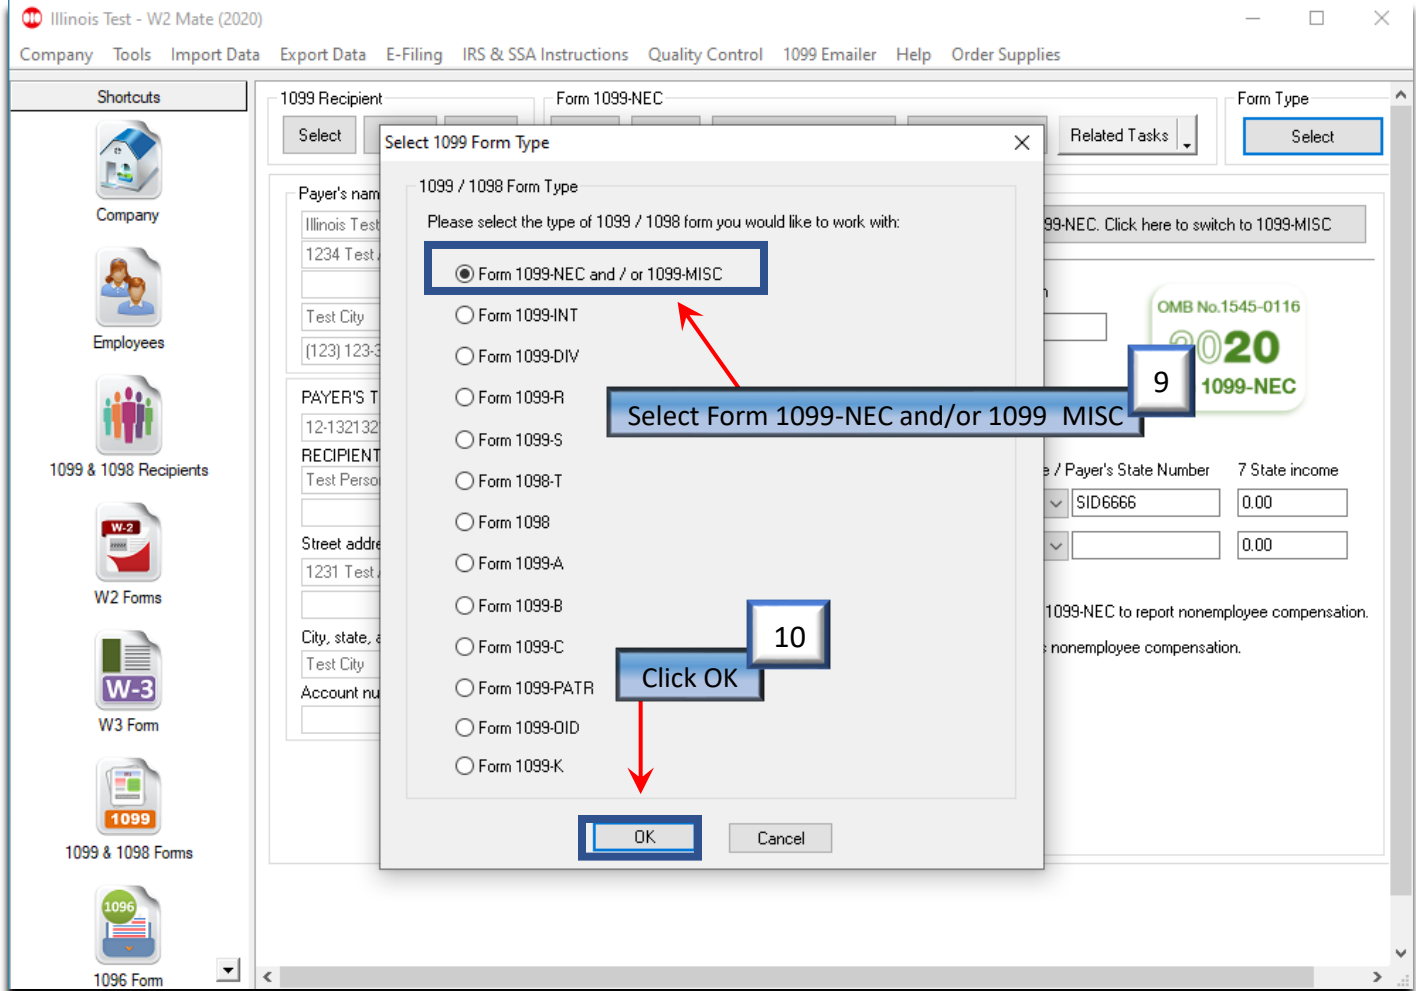 Illinois Test - W2 Mate (2020)
Company Tools Import Data Export Data E-Filing IRS & SSA Instructions Quality Control 1099 Emailer Help Order Supplies
Shortcuts
Company
Employees
1099 & 1098 Recipients
W-2
W2 Forms
W-3
W3 Form
1099
1099 & 1098 Forms
1096
1096 Form
1099 Recipient
Select
Form 1099-NEC
Related Tasks
Form Type
Select
Payer's nam
Illinois Test
1234 Test
Test City
(123) 123-3
PAYER'S T
12-132132
RECIPIENT
Test Perso
Street addre
1231 Test
City, state, a
Test City
Account nu
Select 1099 Form Type
1099 / 1098 Form Type
Please select the type of 1099 / 1098 form you would like to work with:
Form 1099-NEC and / or 1099-MISC
Form 1099-INT
Form 1099-DIV
Form 1099-R
Form 1099-S
Form 1098-T
Form 1098
Form 1099-A
Form 1099-B
Form 1099-C
Form 1099-PATR
Form 1099-OID
Form 1099-K
OK
Cancel
9
Select Form 1099-NEC and/or 1099 MISC
10
Click OK
99-NEC. Click here to switch to 1099-MISC
OMB No.1545-0116
2020
1099-NEC
e / Payer's State Number
7 State income
SID6666
0.00
0.00
1099-NEC to report nonemployee compensation.
nonemployee compensation.